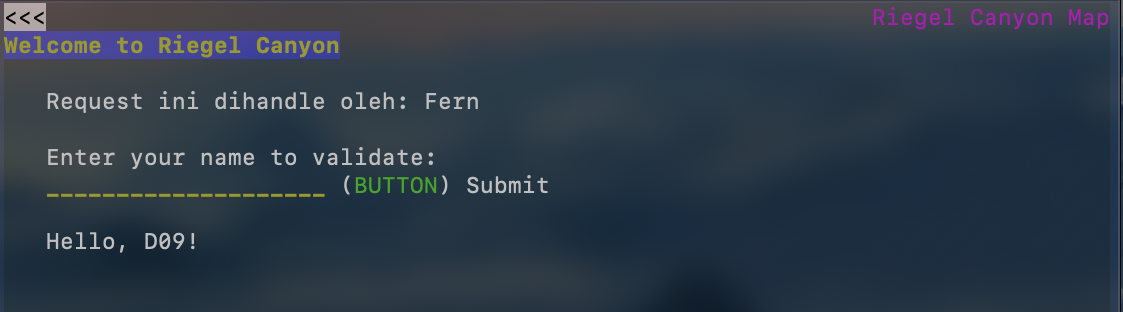 <<< Riegel Canyon Map
Welcome to Riegel Canyon
Request ini dihandle oleh: Fern
Enter your name to validate:
____________________ (BUTTON) Submit
Hello, D09!